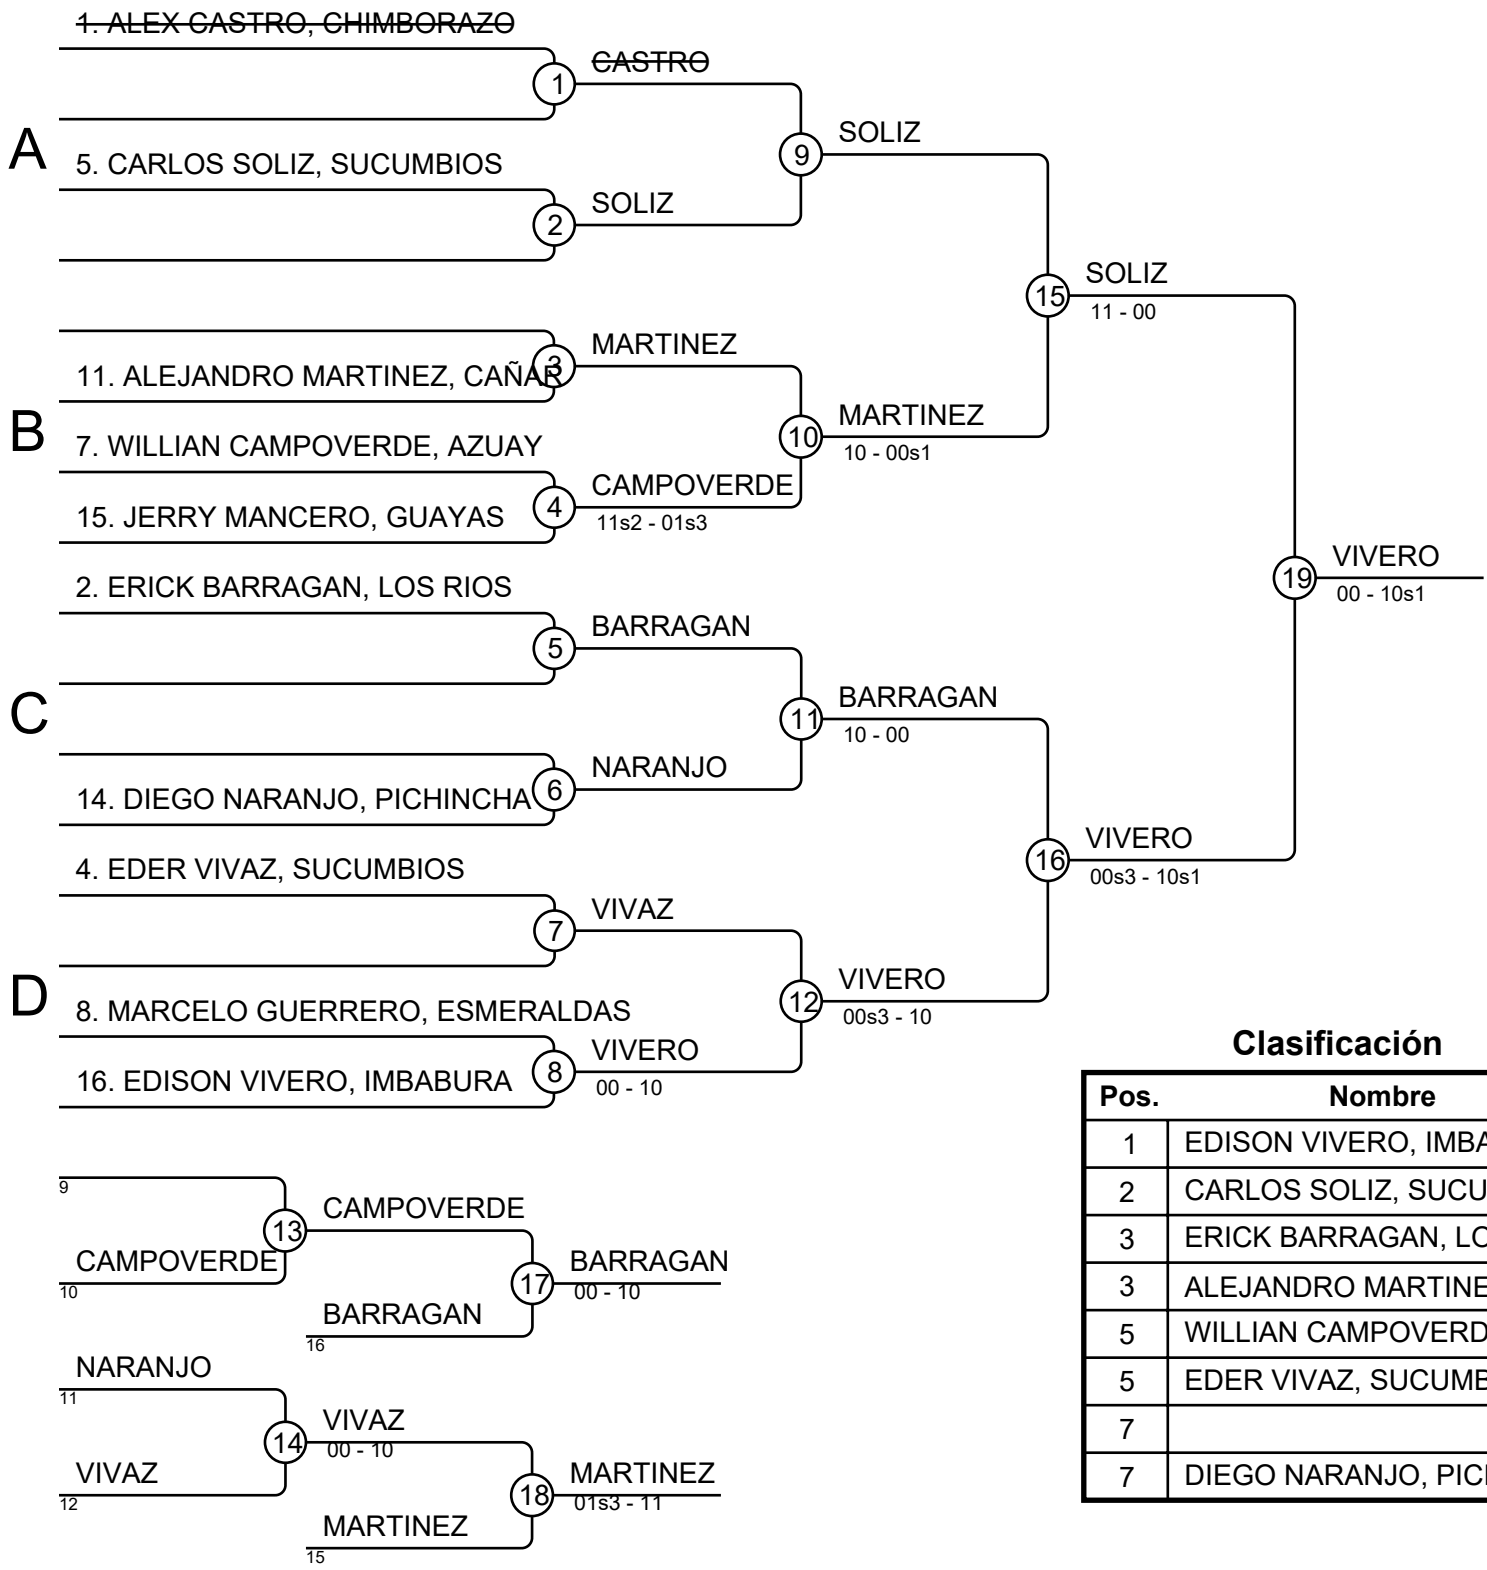 1. ALEX CASTRO, CHIMBORAZO
1
CASTRO
A
5. CARLOS SOLIZ, SUCUMBIOS
2
SOLIZ
9
SOLIZ
11. ALEJANDRO MARTINEZ, CAÑAR
3
MARTINEZ
B
7. WILLIAN CAMPOVERDE, AZUAY
15. JERRY MANCERO, GUAYAS
4
CAMPOVERDE
11s2 - 01s3
10
MARTINEZ
10 - 00s1
15
SOLIZ
11 - 00
2. ERICK BARRAGAN, LOS RIOS
5
BARRAGAN
C
14. DIEGO NARANJO, PICHINCHA
6
NARANJO
11
BARRAGAN
10 - 00
4. EDER VIVAZ, SUCUMBIOS
7
VIVAZ
D
8. MARCELO GUERRERO, ESMERALDAS
16. EDISON VIVERO, IMBABURA
8
VIVERO
00 - 10
12
VIVERO
00s3 - 10
16
VIVERO
00s3 - 10s1
19
VIVERO
00 - 10s1
9
13
CAMPOVERDE
CAMPOVERDE
10
17
BARRAGAN
00 - 10
BARRAGAN
16
NARANJO
11
14
VIVAZ
00 - 10
VIVAZ
12
18
MARTINEZ
01s3 - 11
MARTINEZ
15
Clasificación
Pos. Nombre
1 EDISON VIVERO, IMBA
2 CARLOS SOLIZ, SUCU
3 ERICK BARRAGAN, LO
3 ALEJANDRO MARTINE
5 WILLIAN CAMPOVERD
5 EDER VIVAZ, SUCUMB
7
7 DIEGO NARANJO, PICH